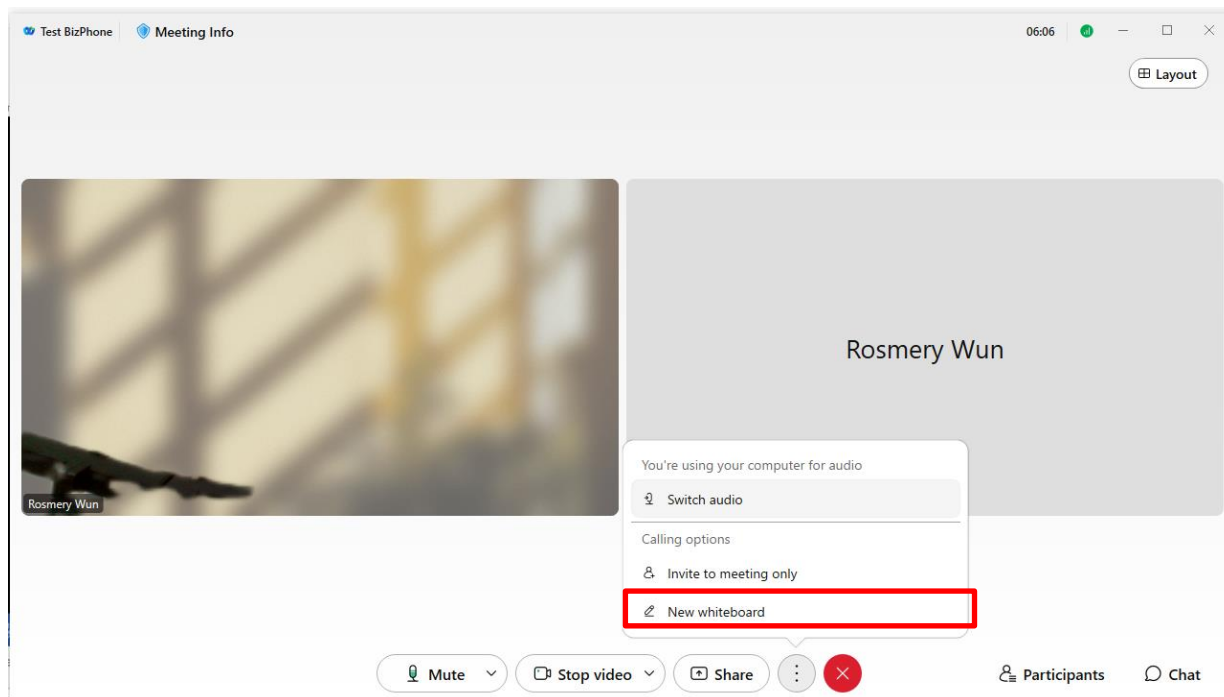 Test BizPhone Meeting Info 06:06
Layout
Rosmery Wun
Rosmery Wun
You're using your computer for audio
Switch audio
Calling options
Invite to meeting only
New whiteboard
Mute Stop video Share Participants Chat